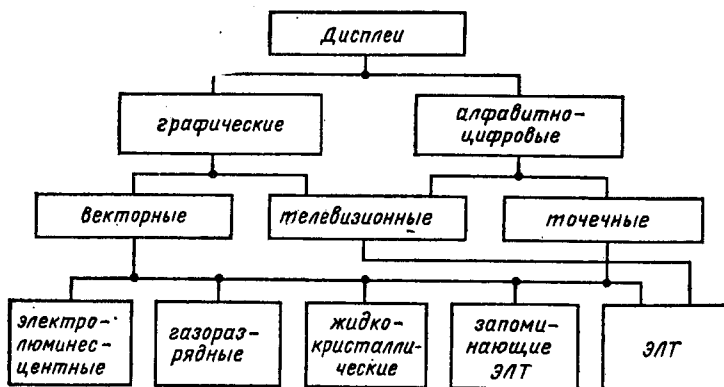 Дисплеи
графические
алфавитно-
цифровые
векторные
телевизионные
точечные
электро-
люминес-
центные
газораз-
рядные
жидко-
кристалли-
ческие
запоми-
нающие
ЭЛТ
ЭЛТ